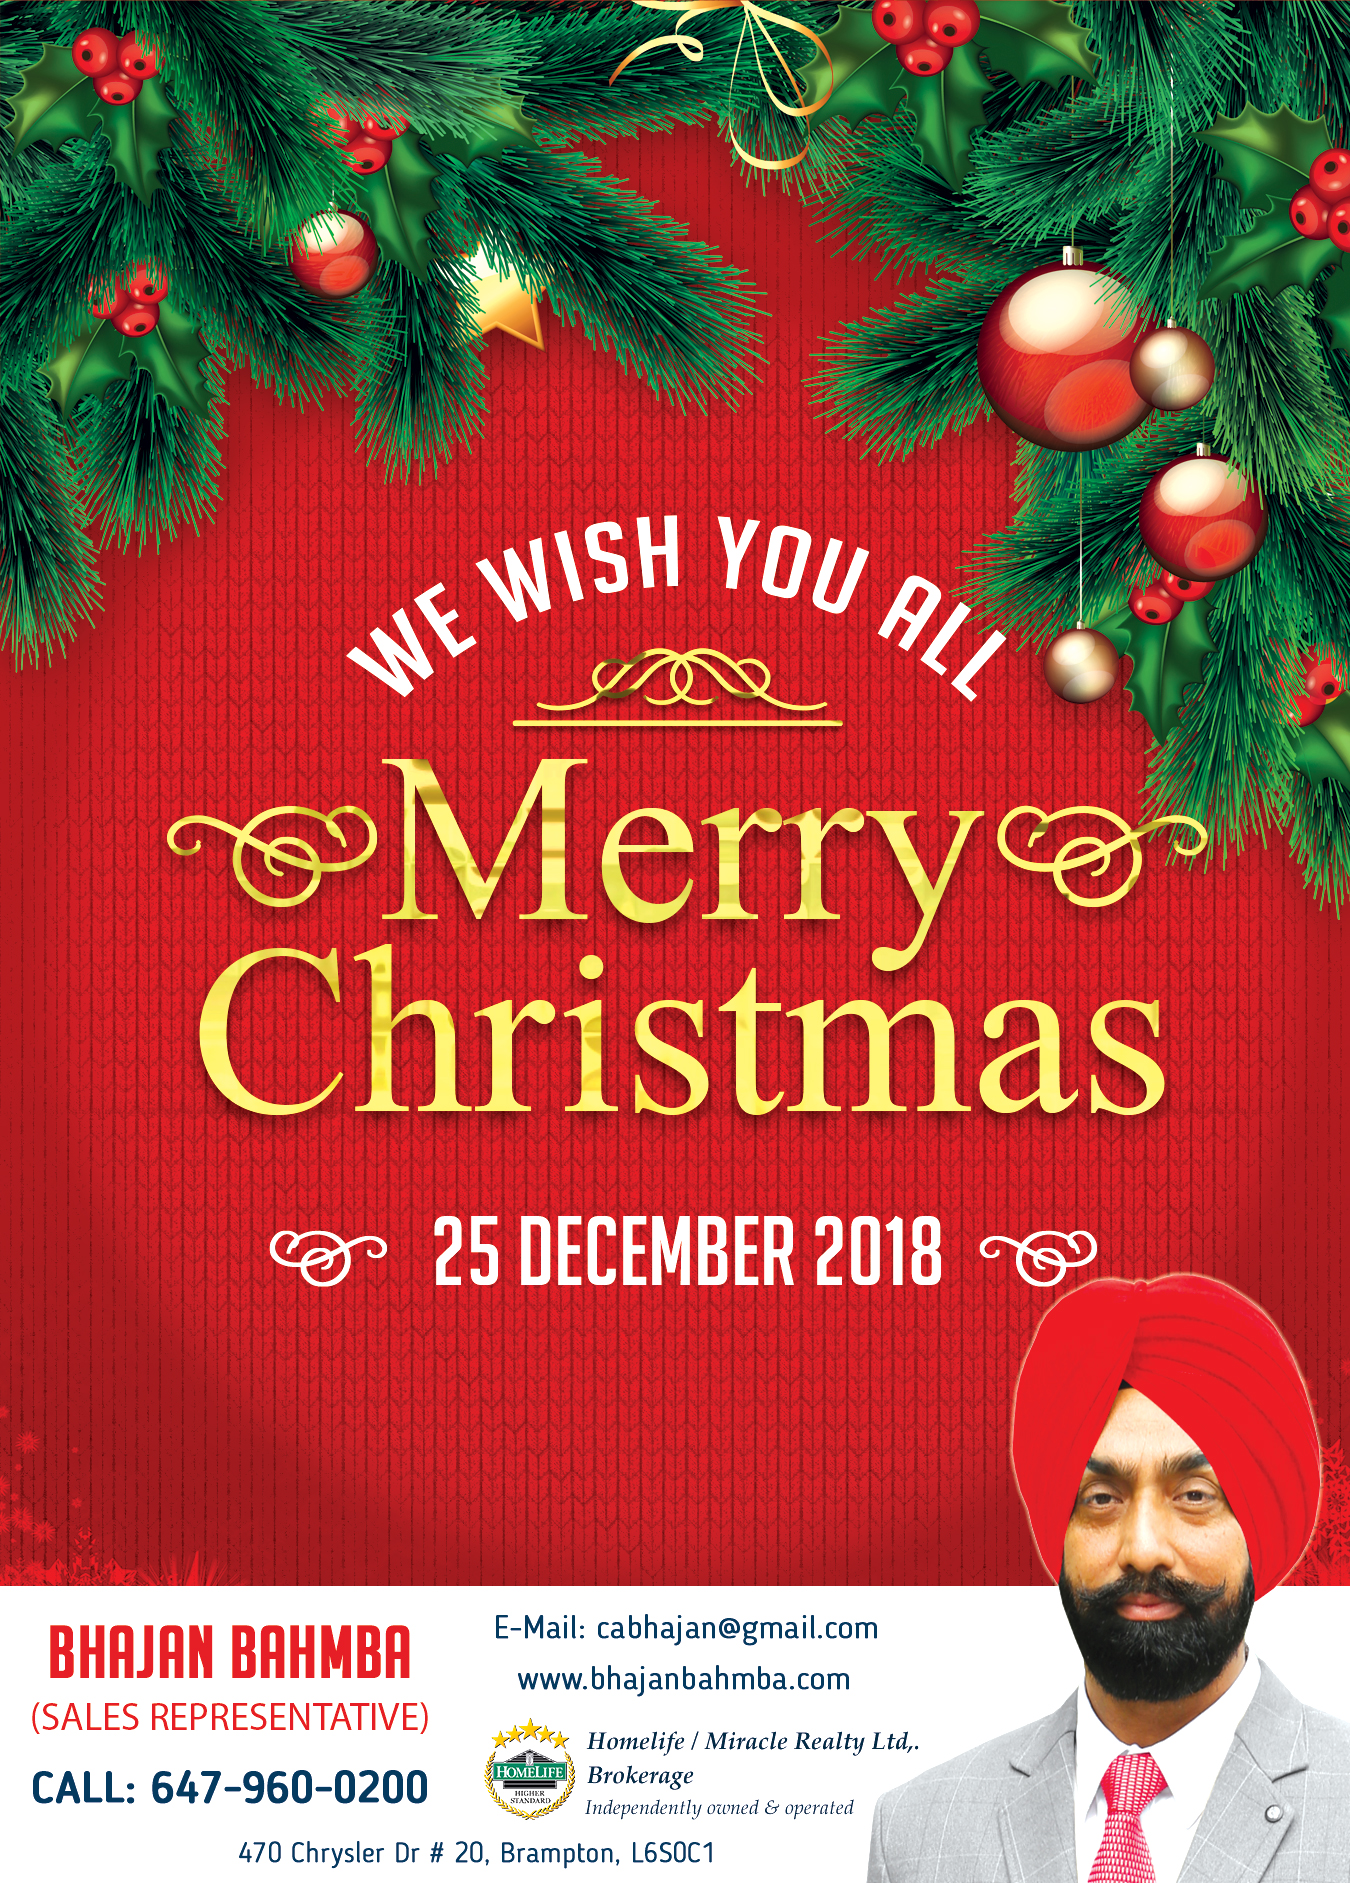 WE WISH YOU ALL
Merry
Christmas
25 DECEMBER 2018
BHAJAN BAHMBA
(SALES REPRESENTATIVE)
CALL: 647-960-0200
E-Mail: cabhajan@gmail.com
www.bhajanbahmba.com
HOMELIFE
HIGHER
STANDARD
Homelife / Miracle Realty Ltd,.
Brokerage
Independently owned & operated
470 Chrysler Dr # 20, Brampton, L6S0C1